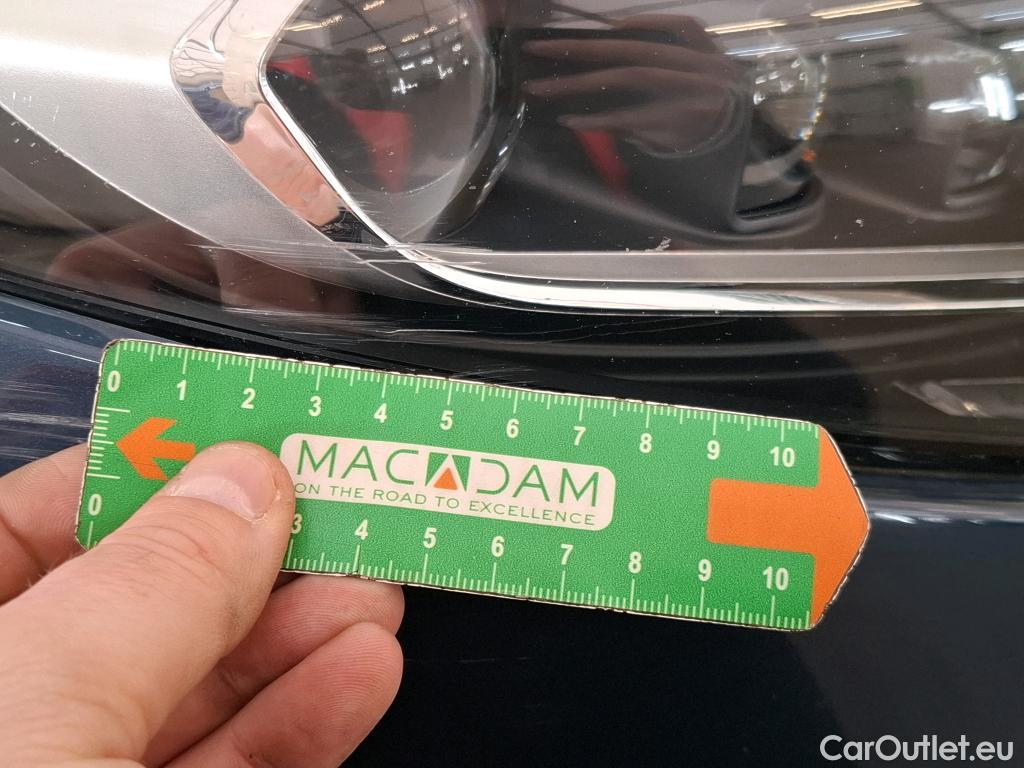 0 1 2 3 4 5 6 7 8 9 10
MACADAM
ON THE ROAD TO EXCELLENCE
0 3 4 5 6 7 8 9 10
CarOutlet.eu